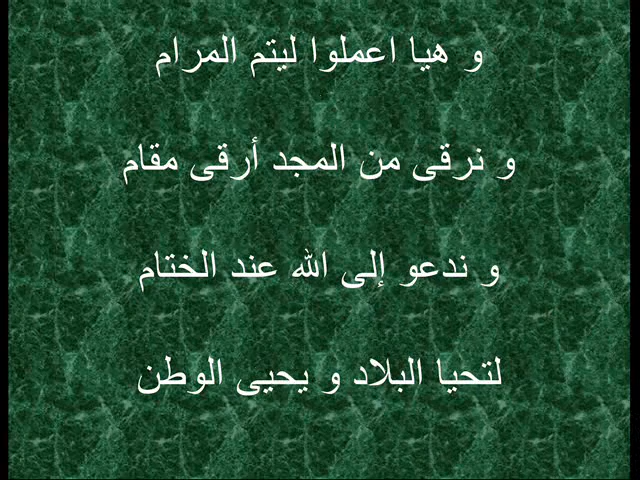 و هيا اعملوا ليتم المرام
و نرقى من المجد أرقى مقام
و ندعو إلى الله عند الختام
لتحيا البلاد و يحيى الوطن